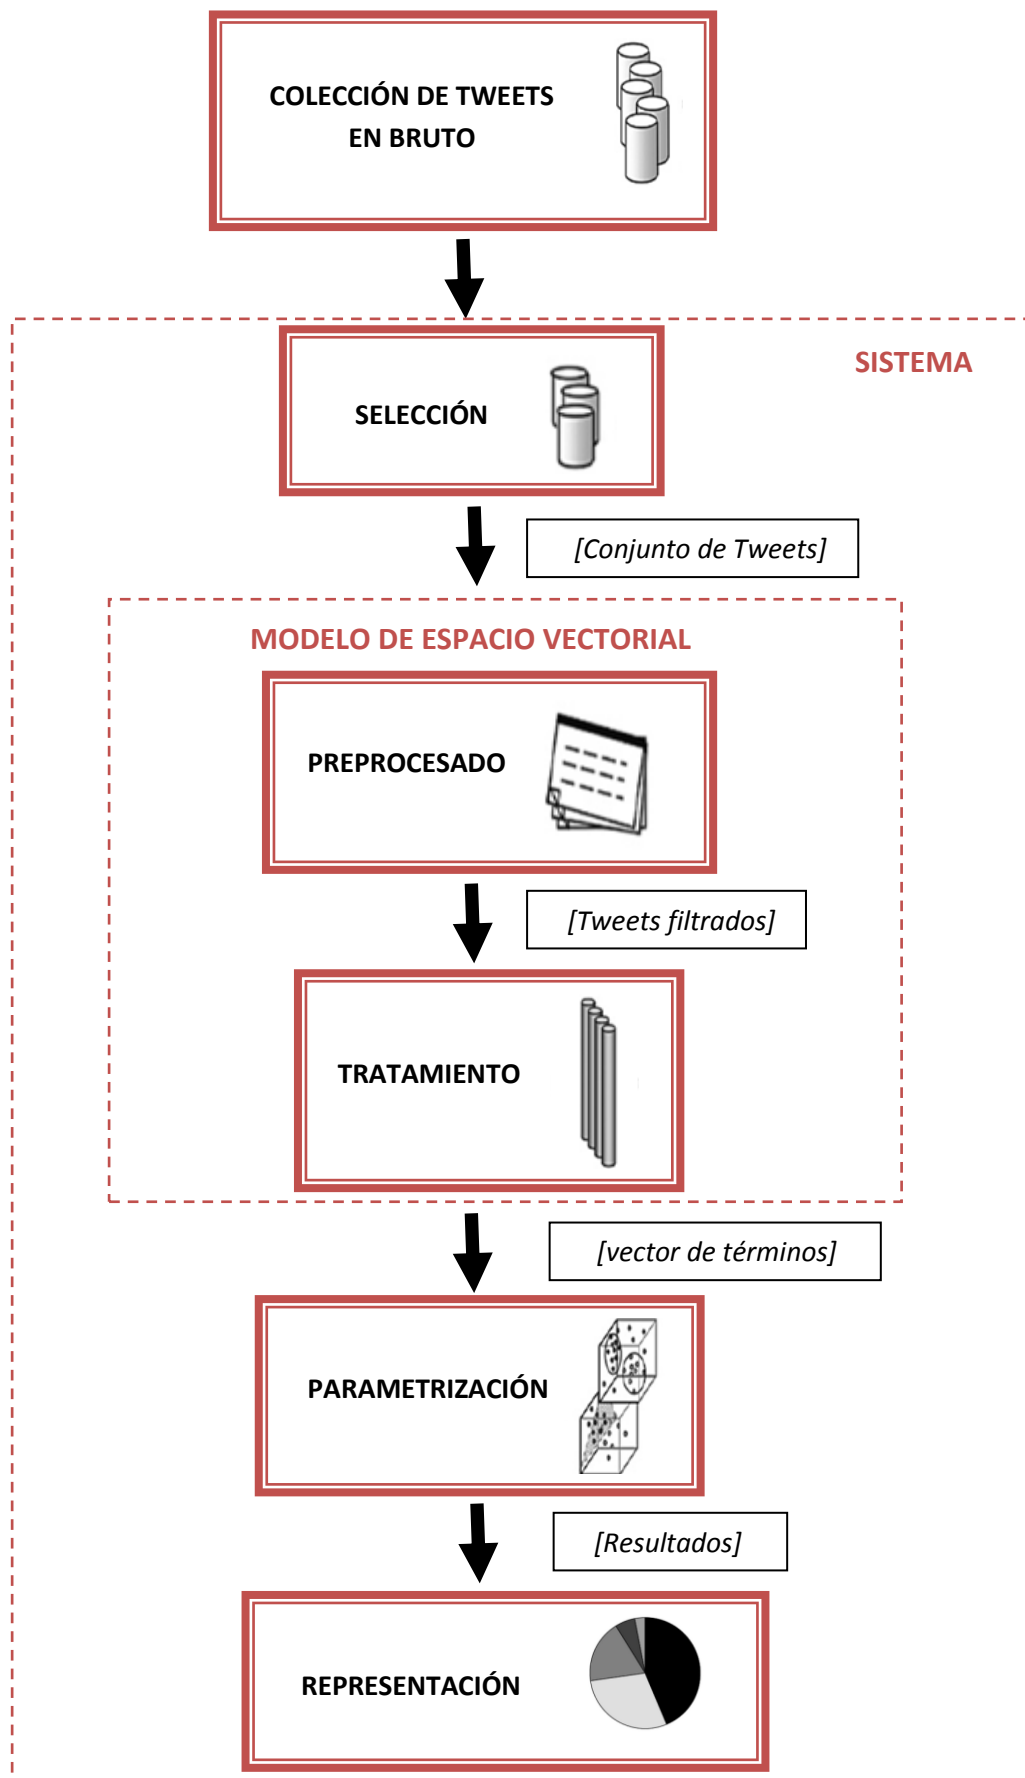 COLECCIÓN DE TWEETS
EN BRUTO
SISTEMA
SELECCIÓN
[Conjunto de Tweets]
MODELO DE ESPACIO VECTORIAL
PREPROCESADO
[Tweets filtrados]
TRATAMIENTO
[vector de términos]
PARAMETRIZACIÓN
[Resultados]
REPRESENTACIÓN